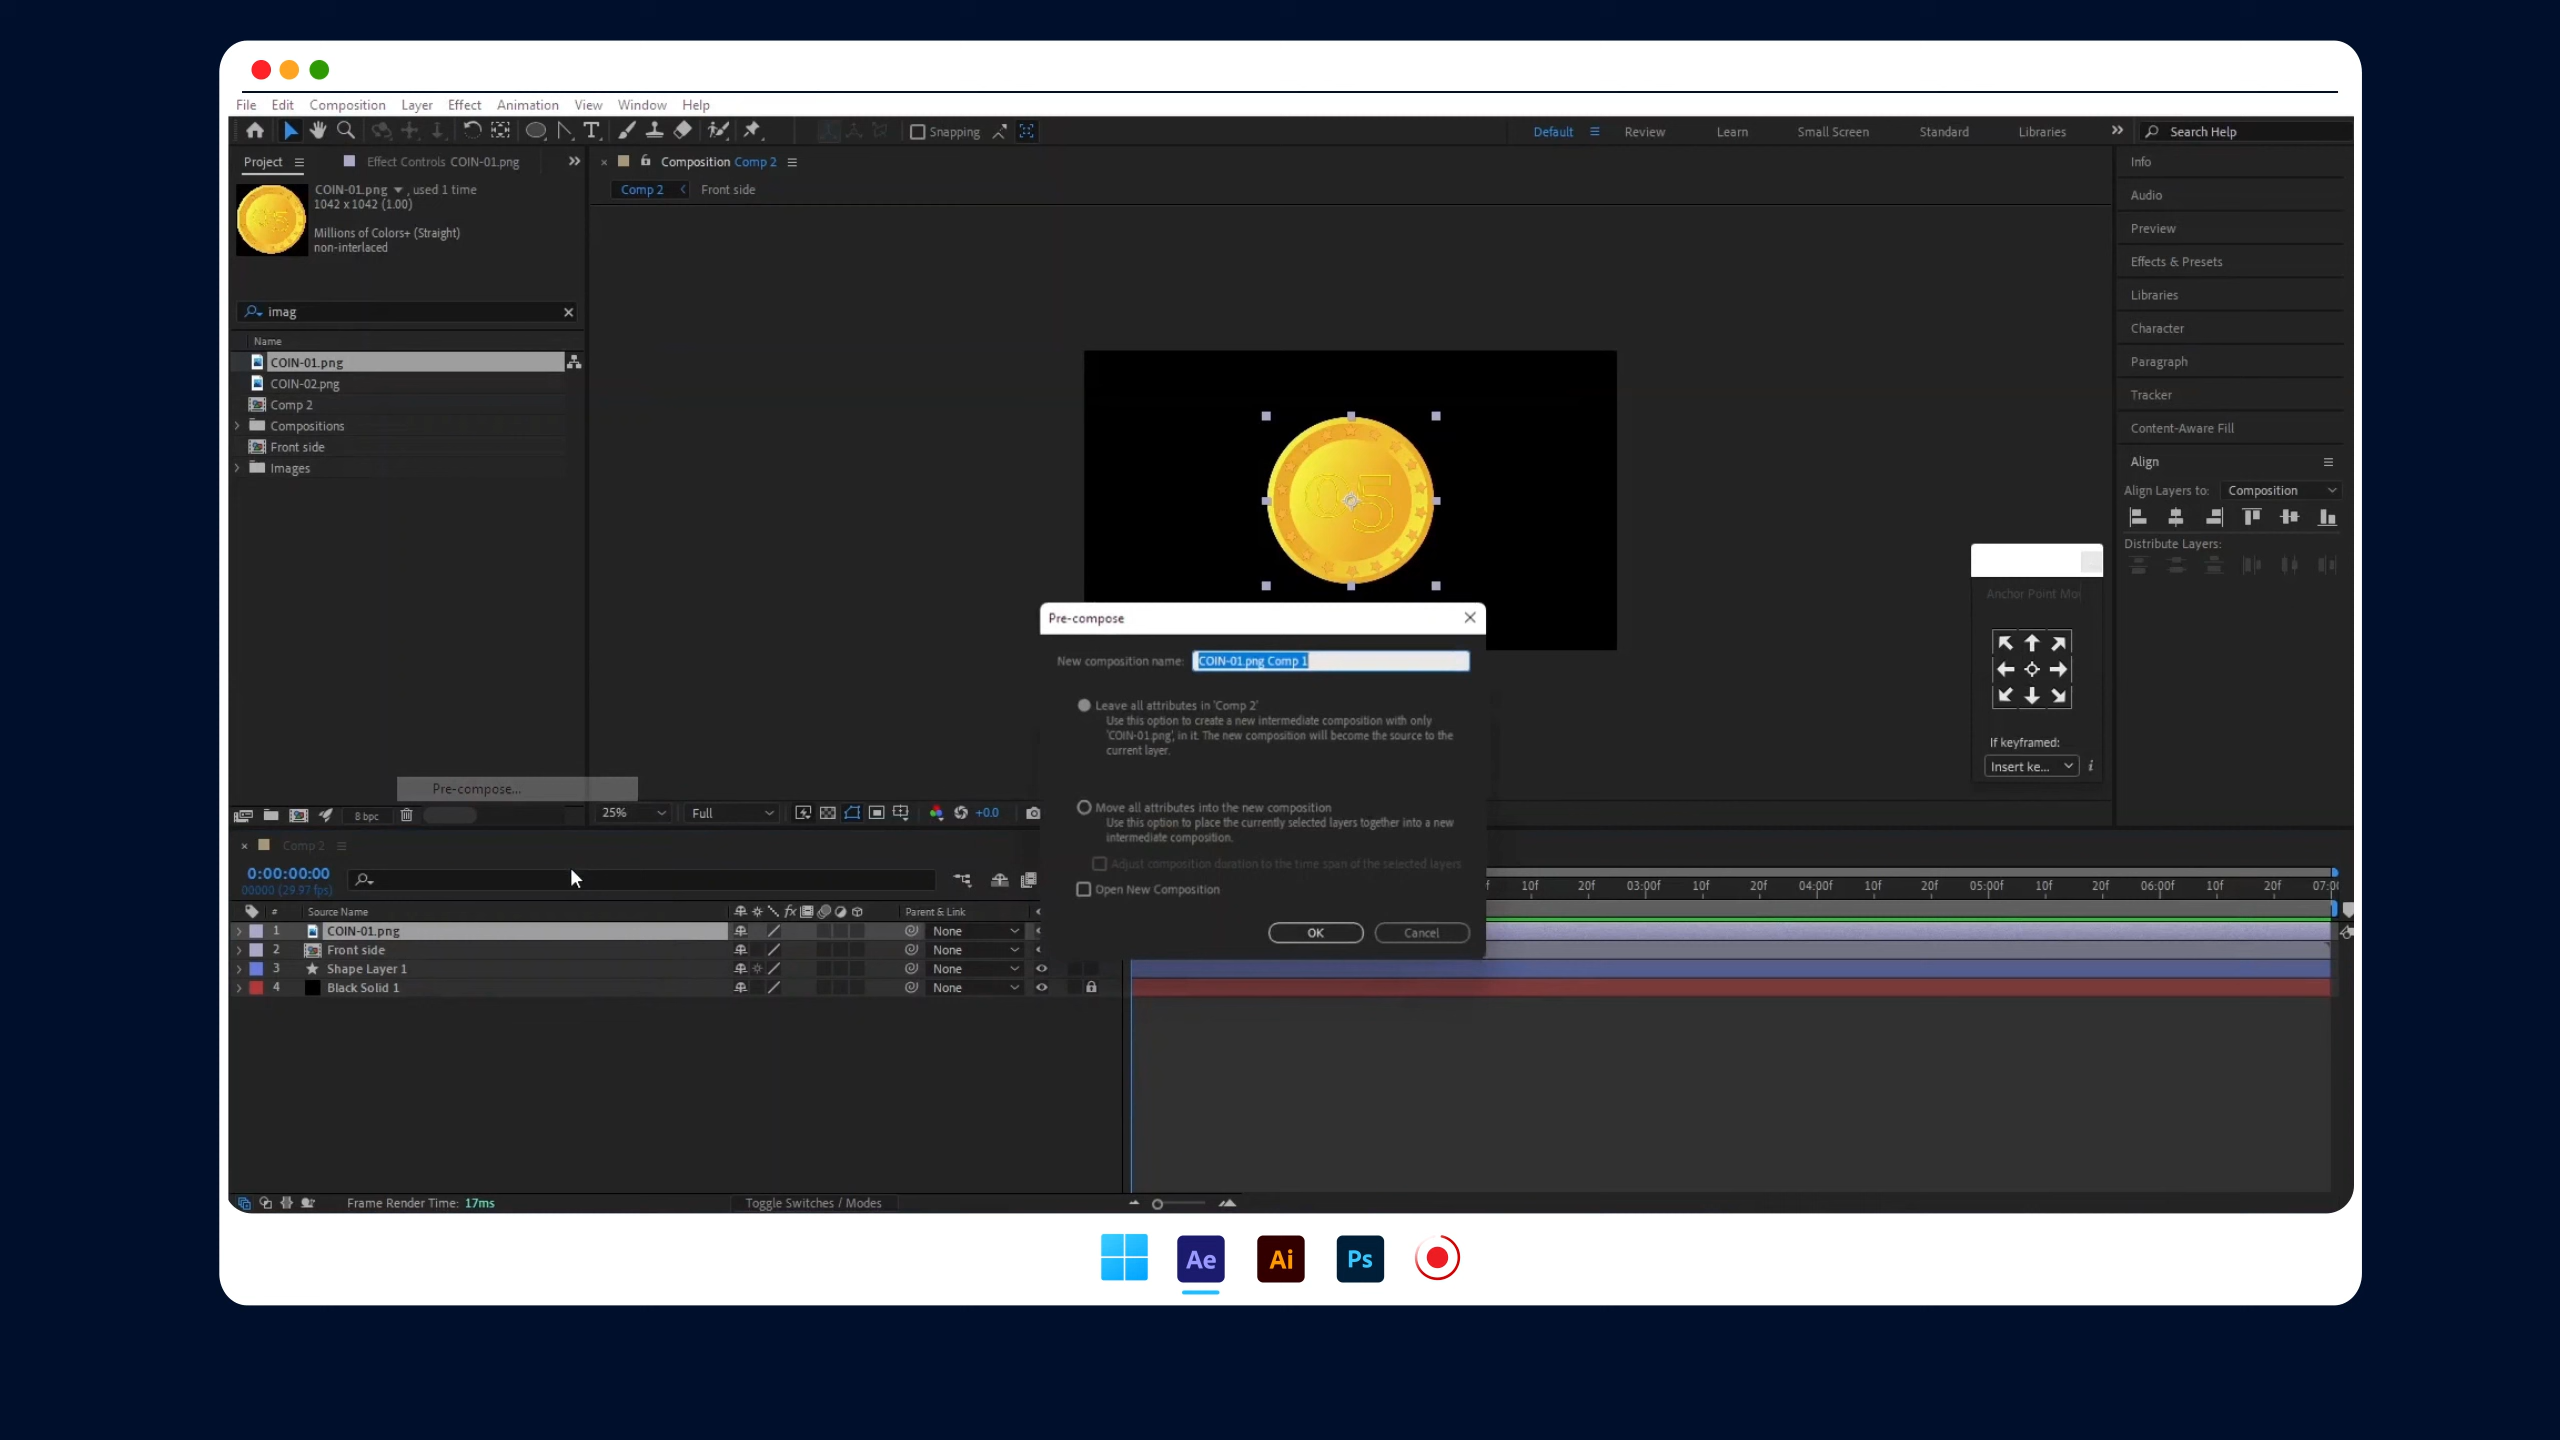 File Edit Composition Layer Effect Animation View Window Help
Snapping
Default Review Learn Small Screen Standard Libraries Search Help
Project Effect Controls COIN-01.png
Composition Comp 2
Comp 2 Front side
COIN-01.png , used 1 time
1042 x 1042 (1.00)
Millions of Colors+ (Straight)
non-interlaced
imag
Name
COIN-01.png
COIN-02.png
Comp 2
Compositions
Front side
Images
Info
Audio
Preview
Effects & Presets
Libraries
Character
Paragraph
Tracker
Content-Aware Fill
Align
Align Layers to: Composition
Distribute Layers:
If keyframed:
Insert ke...
Pre-compose
New composition name: COIN-01.png Comp 1
Leave all attributes in 'Comp 2'
Use this option to create a new intermediate composition with only
'COIN-01.png', in it. The new composition will become the source to the
current layer.
Move all attributes into the new composition
Use this option to place the currently selected layers together into a new
intermediate composition.
Adjust composition duration to the time span of the selected layers
Open New Composition
OK Cancel
Pre-compose...
8 bpc
25% Full +0.0
Comp 2
0:00:00:00
00000 (29.97 fps)
# Source Name fx Parent & Link
1 COIN-01.png None
2 Front side None
3 Shape Layer 1 None
4 Black Solid 1 None
10f 20f 03:00f 10f 20f 04:00f 10f 20f 05:00f 10f 20f 06:00f 10f 20f
Frame Render Time: 17ms
Toggle Switches / Modes
Ae Ai Ps